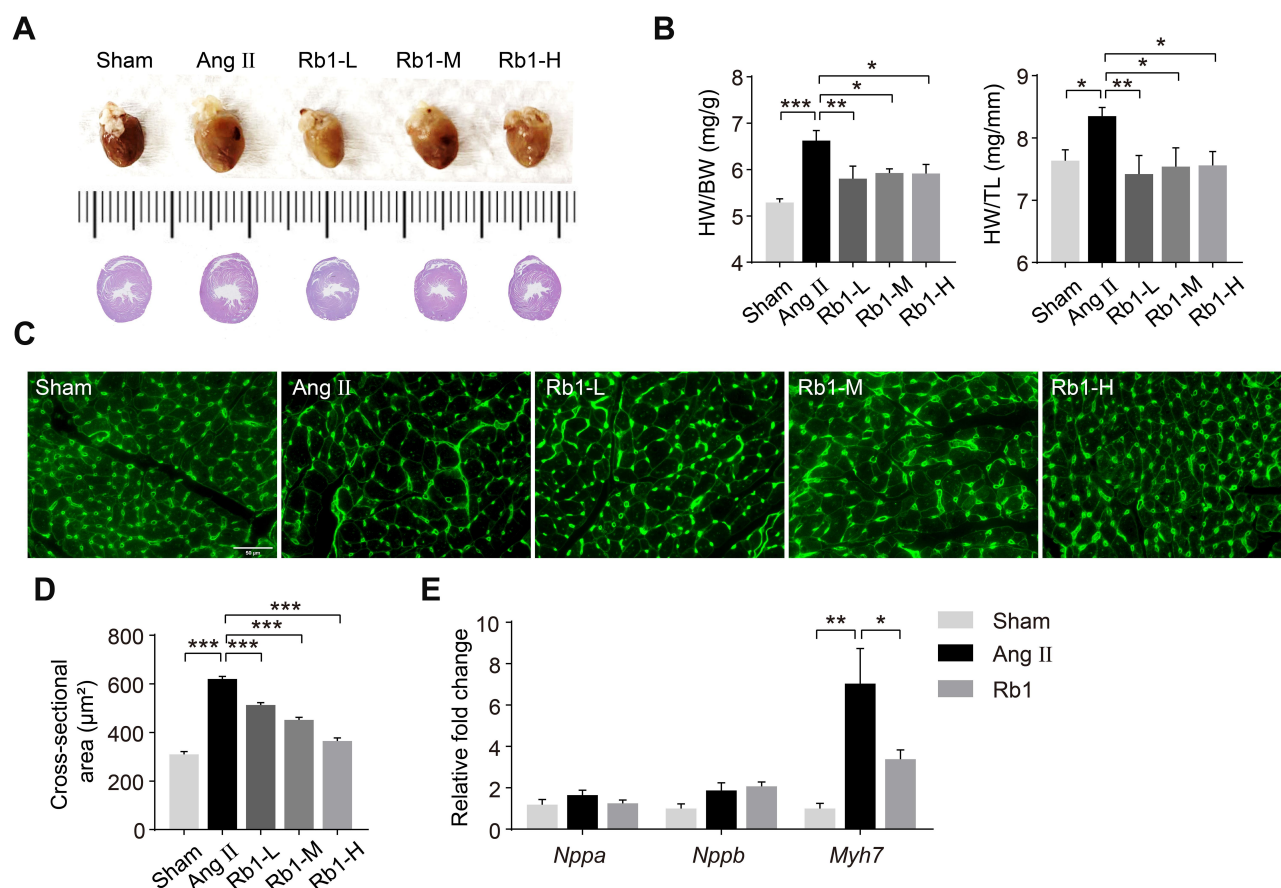 A
Sham Ang II Rb1-L Rb1-M Rb1-H
B
HW/BW (mg/g)
8
7
6
5
4
*
*
*** **
Sham Ang II Rb1-L Rb1-M Rb1-H
HW/TL (mg/mm)
9
8
7
6
*
*
* **
Sham Ang II Rb1-L Rb1-M Rb1-H
C
Sham Ang II Rb1-L Rb1-M Rb1-H
50 µm
D
Cross-sectional
area (µm²)
800
600
400
200
0
***
***
*** ***
Sham Ang II Rb1-L Rb1-M Rb1-H
E
Relative fold change
10
8
6
4
2
0
** *
Nppa Nppb Myh7
Sham
Ang II
Rb1